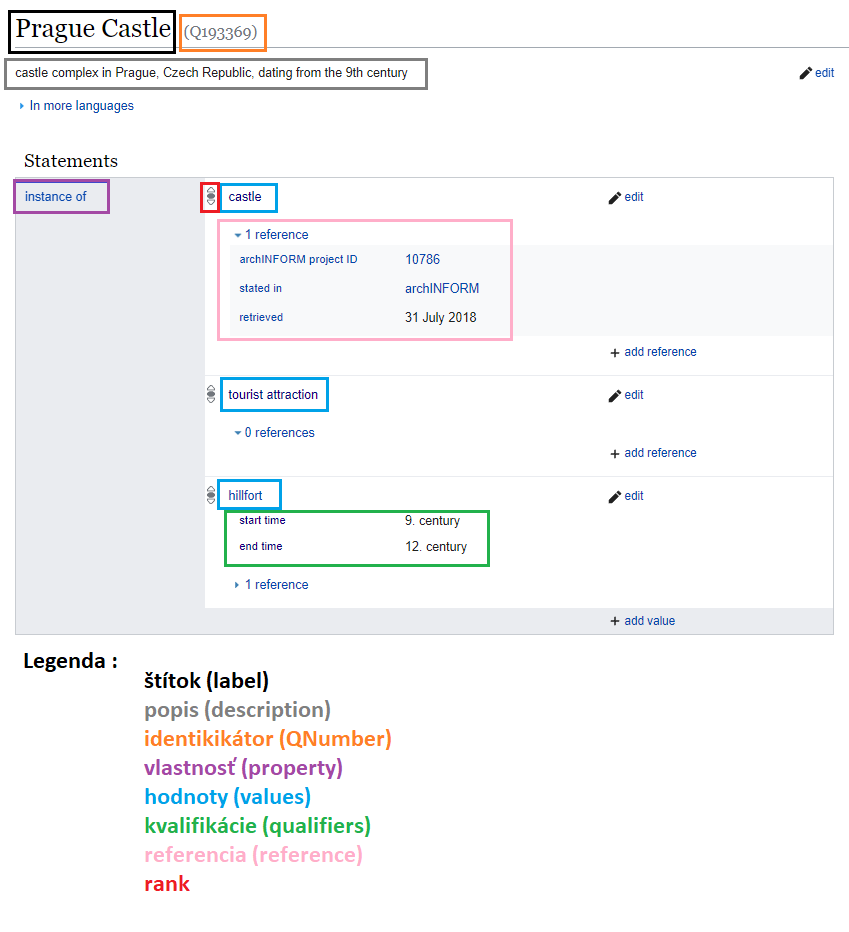 Prague Castle (Q193369)
castle complex in Prague, Czech Republic, dating from the 9th century edit
In more languages
Statements
instance of castle edit
1 reference
archINFORM project ID 10786
stated in archINFORM
retrieved 31 July 2018
+ add reference
tourist attraction edit
0 references
+ add reference
hillfort edit
start time 9. century
end time 12. century
1 reference
+ add value
Legenda :
štítok (label)
popis (description)
identikikátor (QNumber)
vlastnosť (property)
hodnoty (values)
kvalifikácie (qualifiers)
referencia (reference)
rank